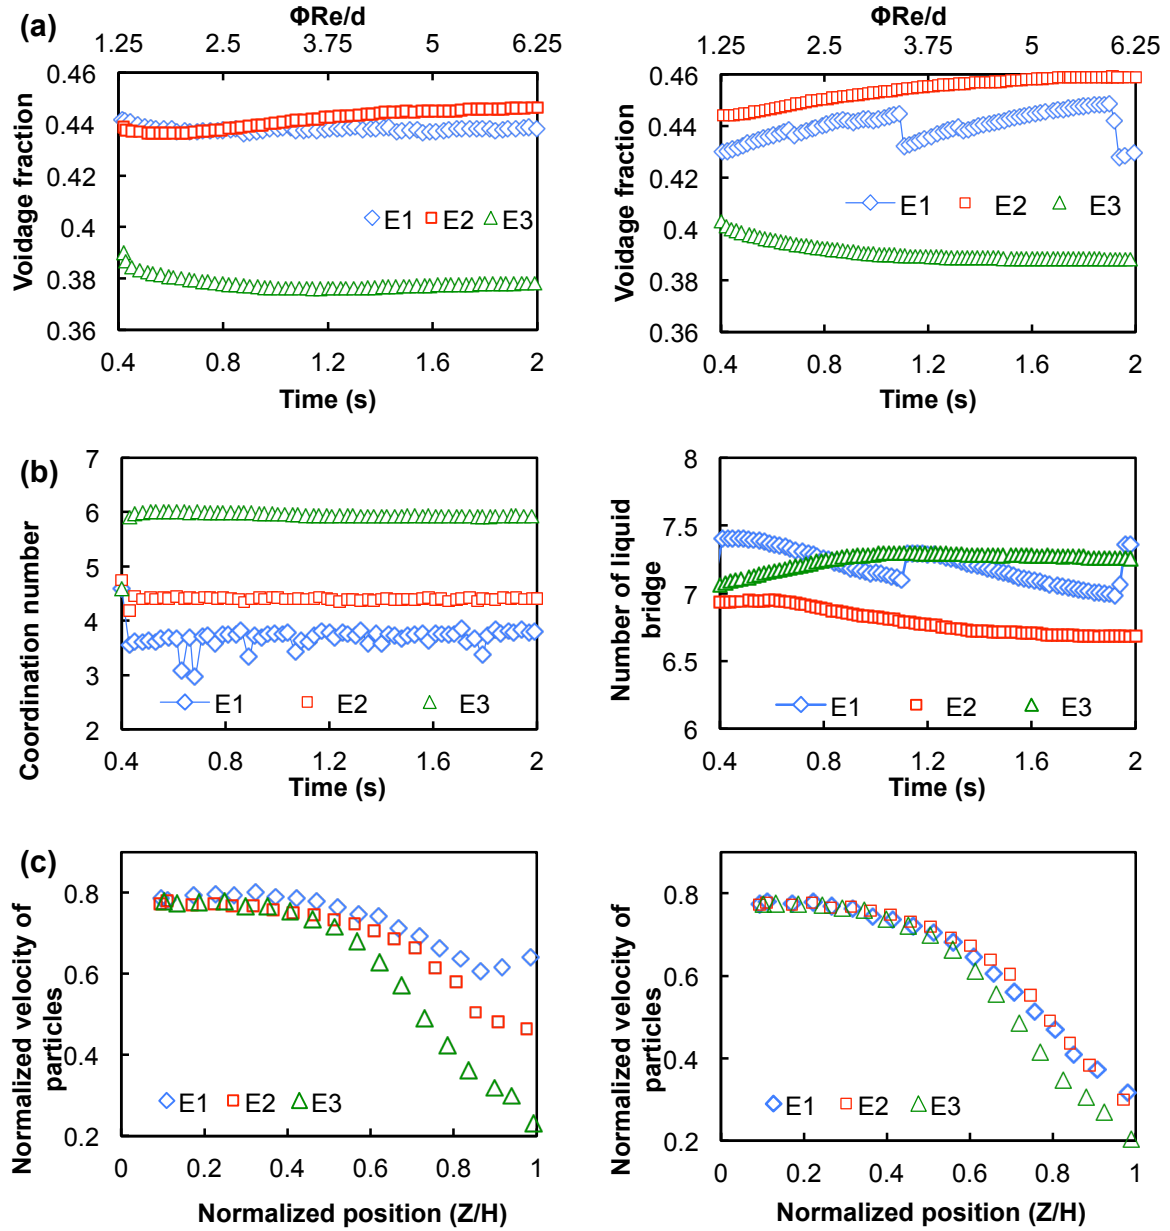 (a)
ΦRe/d
1.25 2.5 3.75 5 6.25
0.46
0.44
0.42
0.4
0.38
0.36
Voidage fraction
E1 E2 E3
0.4 0.8 1.2 1.6 2
Time (s)
ΦRe/d
1.25 2.5 3.75 5 6.25
0.46
0.44
0.42
0.4
0.38
0.36
Voidage fraction
E1 E2 E3
0.4 0.8 1.2 1.6 2
Time (s)
(b)
7
6
5
4
3
2
Coordination number
E1 E2 E3
0.4 0.8 1.2 1.6 2
Time (s)
8
7.5
7
6.5
6
Number of liquid
bridge
E1 E2 E3
0.4 0.8 1.2 1.6 2
Time (s)
(c)
0.8
0.6
0.4
0.2
Normalized velocity of
particles
E1 E2 E3
0 0.2 0.4 0.6 0.8 1
Normalized position (Z/H)
0.8
0.6
0.4
0.2
Normalized velocity of
particles
E1 E2 E3
0 0.2 0.4 0.6 0.8 1
Normalized position (Z/H)